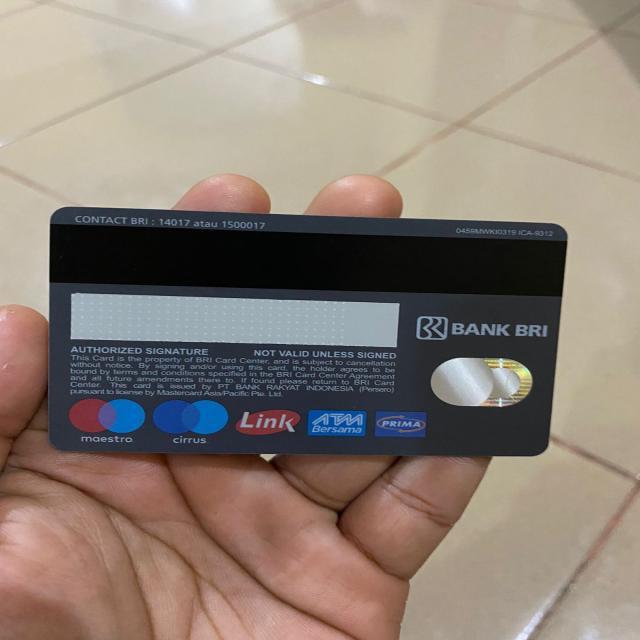 CONTACT BRI : 14017 atau 1500017
0459MWKI0319 ICA-9312
BANK BRI
AUTHORIZED SIGNATURE NOT VALID UNLESS SIGNED
This Card is the property of BRI Card Center, and is subject to cancellation
without notice. By signing and/or using this card, the holder agrees to be
bound by terms and conditions specified in the BRI Card Center Agreement
and all future amendments there to. If found please return to BRI Card
Center. This card is issued by PT BANK RAKYAT INDONESIA (Persero)
pursuant to license by Mastercard Asia/Pacific Pte. Ltd.
maestro
cirrus
Link
ATM
Bersama
PRIMA